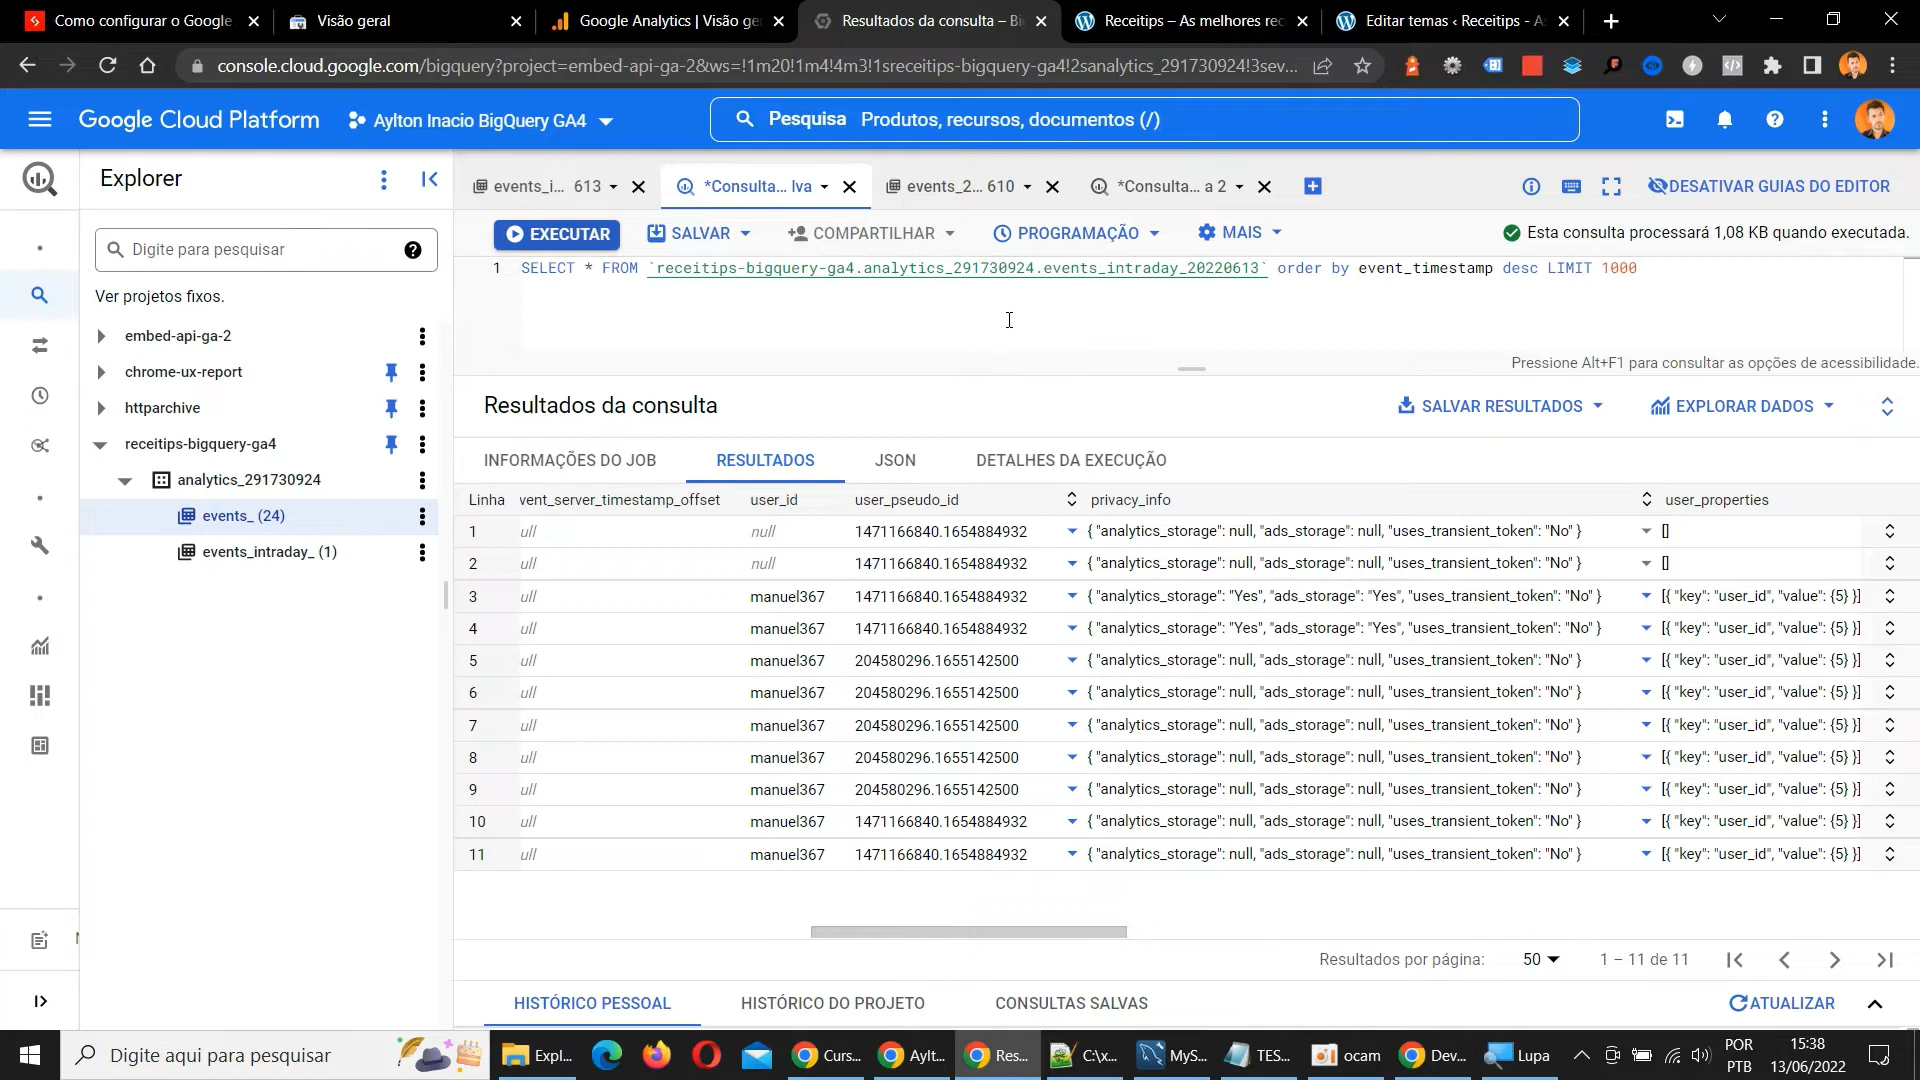 Como configurar o Google
Visão geral
Google Analytics | Visão ge
Resultados da consulta – Bi
Receitips – As melhores rec
Editar temas ‹ Receitips - As
console.cloud.google.com/bigquery?project=embed-api-ga-2&ws=!1m20!1m4!4m3!1sreceitips-bigquery-ga4!2sanalytics_291730924!3sev...
Google Cloud Platform
Aylton Inacio BigQuery GA4
Pesquisa Produtos, recursos, documentos (/)
Explorer
events_i... 613
*Consulta... lva
events_2... 610
*Consulta... a 2
DESATIVAR GUIAS DO EDITOR
EXECUTAR
SALVAR
COMPARTILHAR
PROGRAMAÇÃO
MAIS
Esta consulta processará 1,08 KB quando executada.
Digite para pesquisar
Ver projetos fixos.
embed-api-ga-2
chrome-ux-report
httparchive
receitips-bigquery-ga4
analytics_291730924
events_ (24)
events_intraday_ (1)
1 SELECT * FROM `receitips-bigquery-ga4.analytics_291730924.events_intraday_20220613` order by event_timestamp desc LIMIT 1000
Pressione Alt+F1 para consultar as opções de acessibilidade.
Resultados da consulta
SALVAR RESULTADOS
EXPLORAR DADOS
INFORMAÇÕES DO JOB
RESULTADOS
JSON
DETALHES DA EXECUÇÃO
Linha vent_server_timestamp_offset user_id user_pseudo_id privacy_info user_properties
1 ull null 1471166840.1654884932 { "analytics_storage": null, "ads_storage": null, "uses_transient_token": "No" } []
2 ull null 1471166840.1654884932 { "analytics_storage": null, "ads_storage": null, "uses_transient_token": "No" } []
3 ull manuel367 1471166840.1654884932 { "analytics_storage": "Yes", "ads_storage": "Yes", "uses_transient_token": "No" } [{ "key": "user_id", "value": {5} }]
4 ull manuel367 1471166840.1654884932 { "analytics_storage": "Yes", "ads_storage": "Yes", "uses_transient_token": "No" } [{ "key": "user_id", "value": {5} }]
5 ull manuel367 204580296.1655142500 { "analytics_storage": null, "ads_storage": null, "uses_transient_token": "No" } [{ "key": "user_id", "value": {5} }]
6 ull manuel367 204580296.1655142500 { "analytics_storage": null, "ads_storage": null, "uses_transient_token": "No" } [{ "key": "user_id", "value": {5} }]
7 ull manuel367 204580296.1655142500 { "analytics_storage": null, "ads_storage": null, "uses_transient_token": "No" } [{ "key": "user_id", "value": {5} }]
8 ull manuel367 204580296.1655142500 { "analytics_storage": null, "ads_storage": null, "uses_transient_token": "No" } [{ "key": "user_id", "value": {5} }]
9 ull manuel367 204580296.1655142500 { "analytics_storage": null, "ads_storage": null, "uses_transient_token": "No" } [{ "key": "user_id", "value": {5} }]
10 ull manuel367 1471166840.1654884932 { "analytics_storage": null, "ads_storage": null, "uses_transient_token": "No" } [{ "key": "user_id", "value": {5} }]
11 ull manuel367 1471166840.1654884932 { "analytics_storage": null, "ads_storage": null, "uses_transient_token": "No" } [{ "key": "user_id", "value": {5} }]
Resultados por página: 50 1 – 11 de 11
HISTÓRICO PESSOAL
HISTÓRICO DO PROJETO
CONSULTAS SALVAS
ATUALIZAR
Digite aqui para pesquisar
Expl...
Curs...
Aylt...
Res...
C:\x...
MyS...
TES...
ocam
Dev...
Lupa
POR
PTB
15:38
13/06/2022